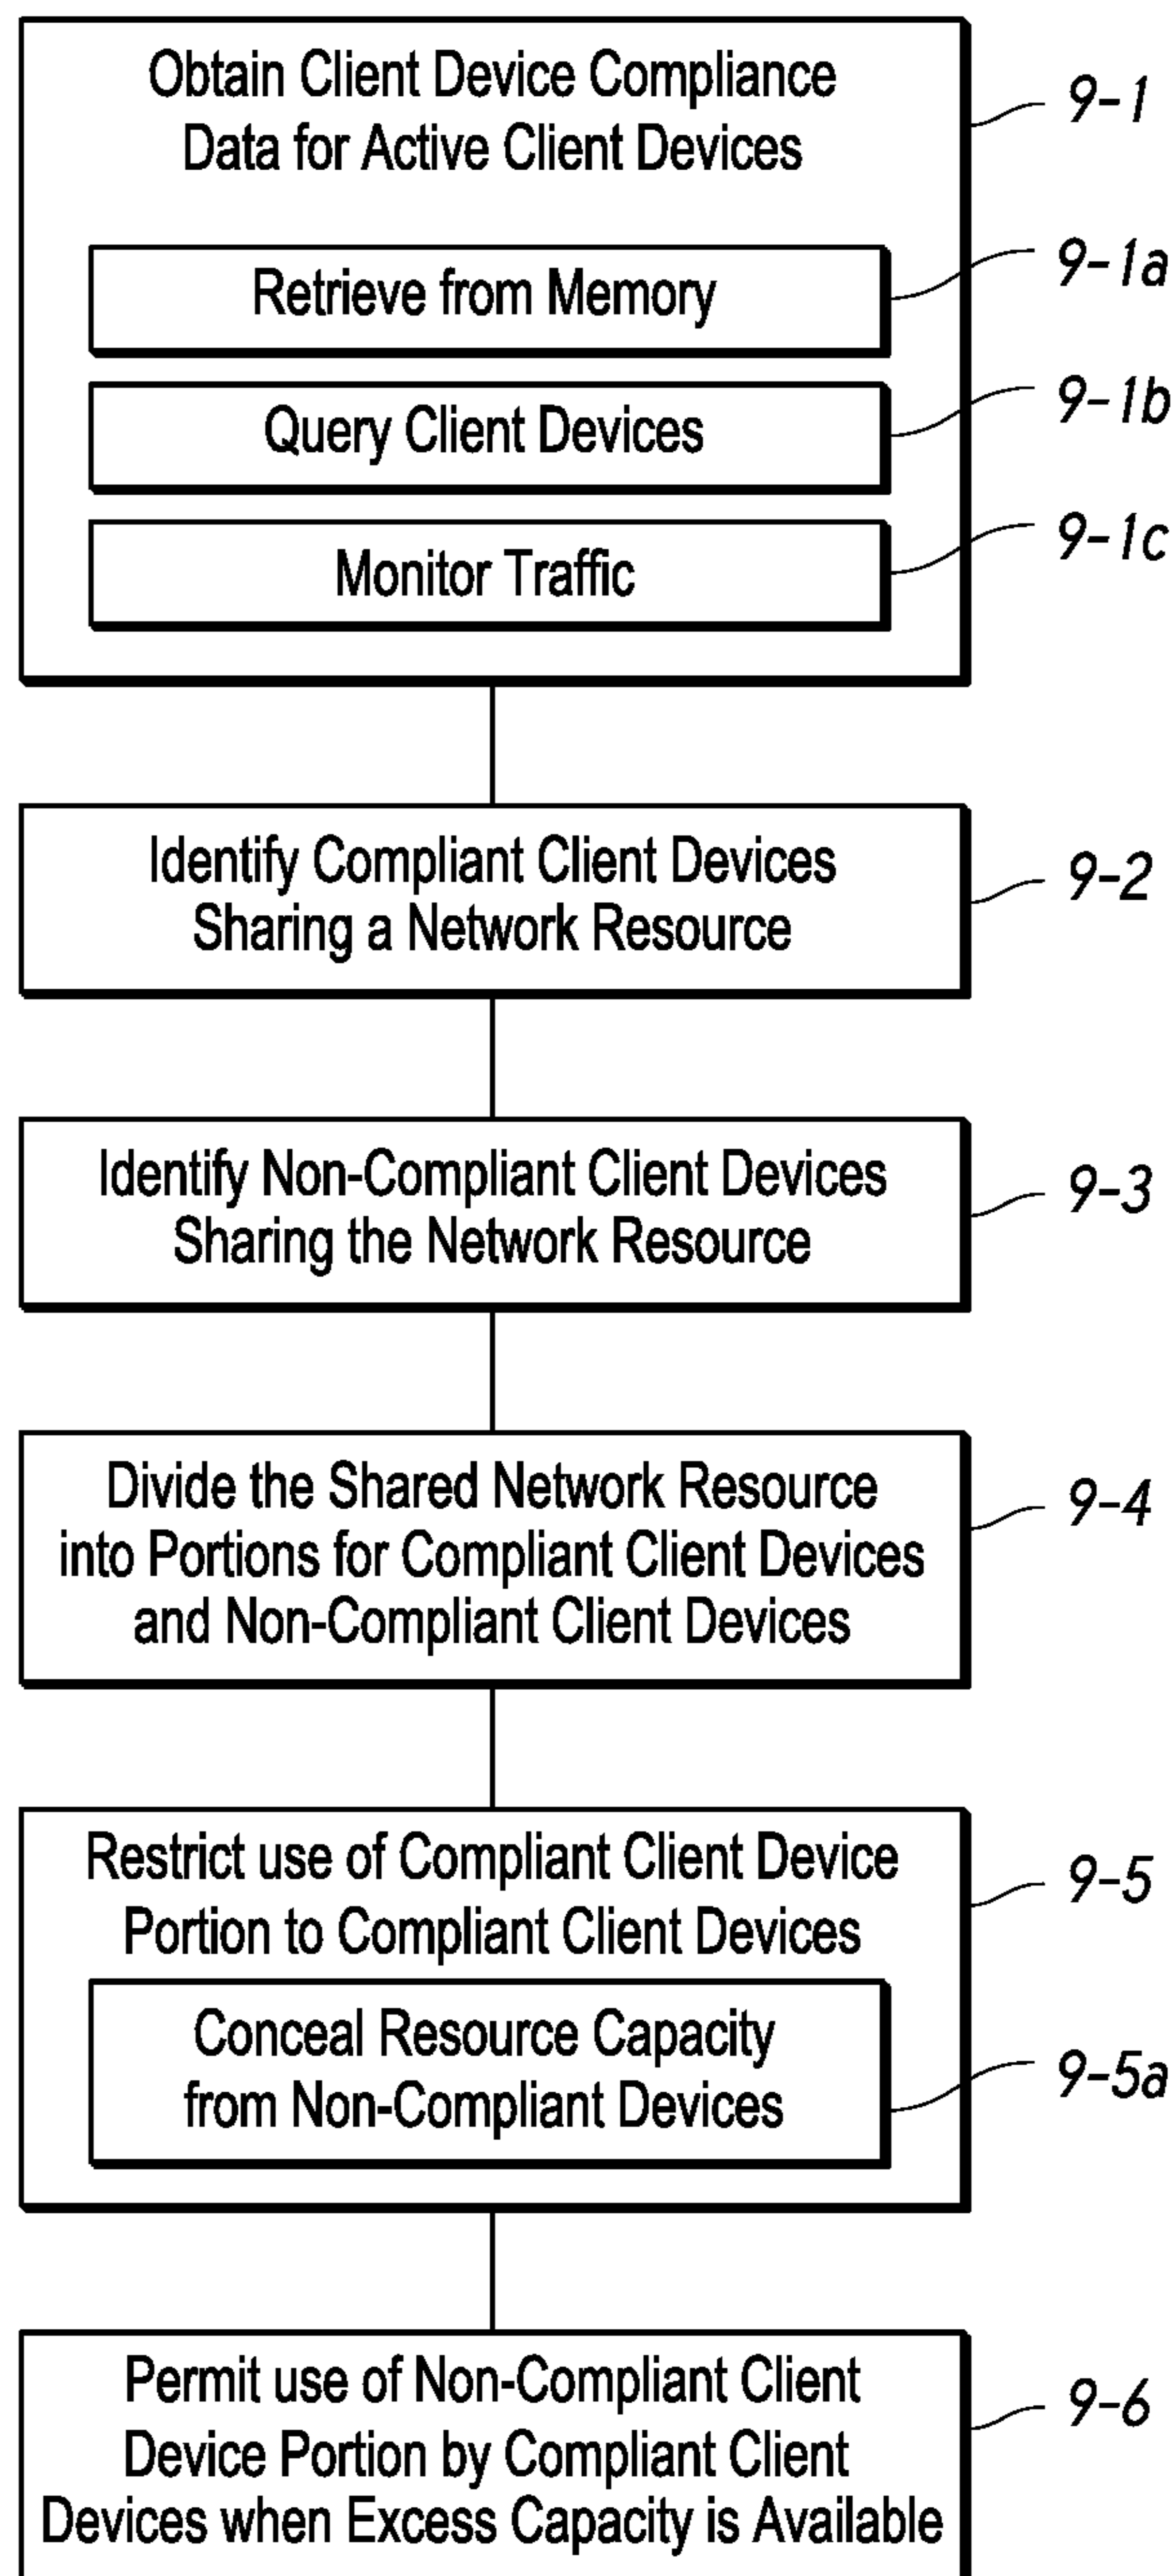 Obtain Client Device Compliance
Data for Active Client Devices
9-1
Retrieve from Memory
9-1a
Query Client Devices
9-1b
Monitor Traffic
9-1c
Identify Compliant Client Devices
Sharing a Network Resource
9-2
Identify Non-Compliant Client Devices
Sharing the Network Resource
9-3
Divide the Shared Network Resource
into Portions for Compliant Client Devices
and Non-Compliant Client Devices
9-4
Restrict use of Compliant Client Device
Portion to Compliant Client Devices
9-5
Conceal Resource Capacity
from Non-Compliant Devices
9-5a
Permit use of Non-Compliant Client
Device Portion by Compliant Client
Devices when Excess Capacity is Available
9-6